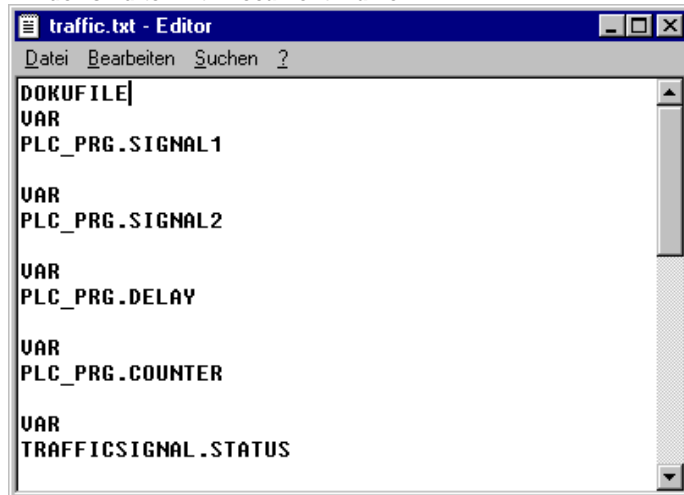 traffic.txt - Editor
Datei Bearbeiten Suchen ?
DOKUFILE
VAR
PLC_PRG.SIGNAL1
VAR
PLC_PRG.SIGNAL2
VAR
PLC_PRG.DELAY
VAR
PLC_PRG.COUNTER
VAR
TRAFFICSIGNAL.STATUS